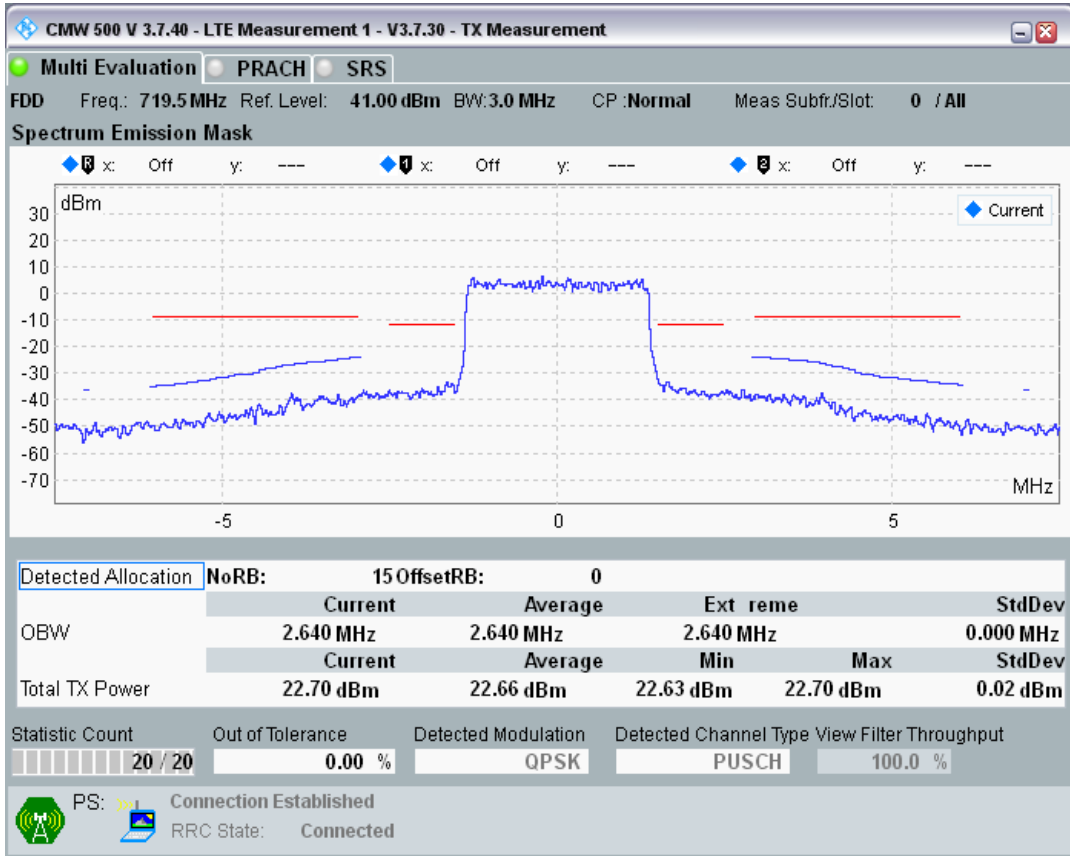 CMW 500 V 3.7.40 - LTE Measurement 1 - V3.7.30 - TX Measurement
Multi Evaluation PRACH SRS
FDD Freq.: 719.5 MHz Ref. Level: 41.00 dBm BW: 3.0 MHz CP :Normal Meas Subfr./Slot: 0 / All
Spectrum Emission Mask
R x: Off y: --- 1 x: Off y: --- 2 x: Off y: ---
dBm
Current
30
20
10
0
-10
-20
-30
-40
-50
-60
-70
MHz
-5 0 5
Detected Allocation NoRB: 15 OffsetRB: 0
Current Average Ext reme StdDev
OBW 2.640 MHz 2.640 MHz 2.640 MHz 0.000 MHz
Current Average Min Max StdDev
Total TX Power 22.70 dBm 22.66 dBm 22.63 dBm 22.70 dBm 0.02 dBm
Statistic Count Out of Tolerance Detected Modulation Detected Channel Type View Filter Throughput
20 / 20 0.00 % QPSK PUSCH 100.0 %
PS: Connection Established
RRC State: Connected